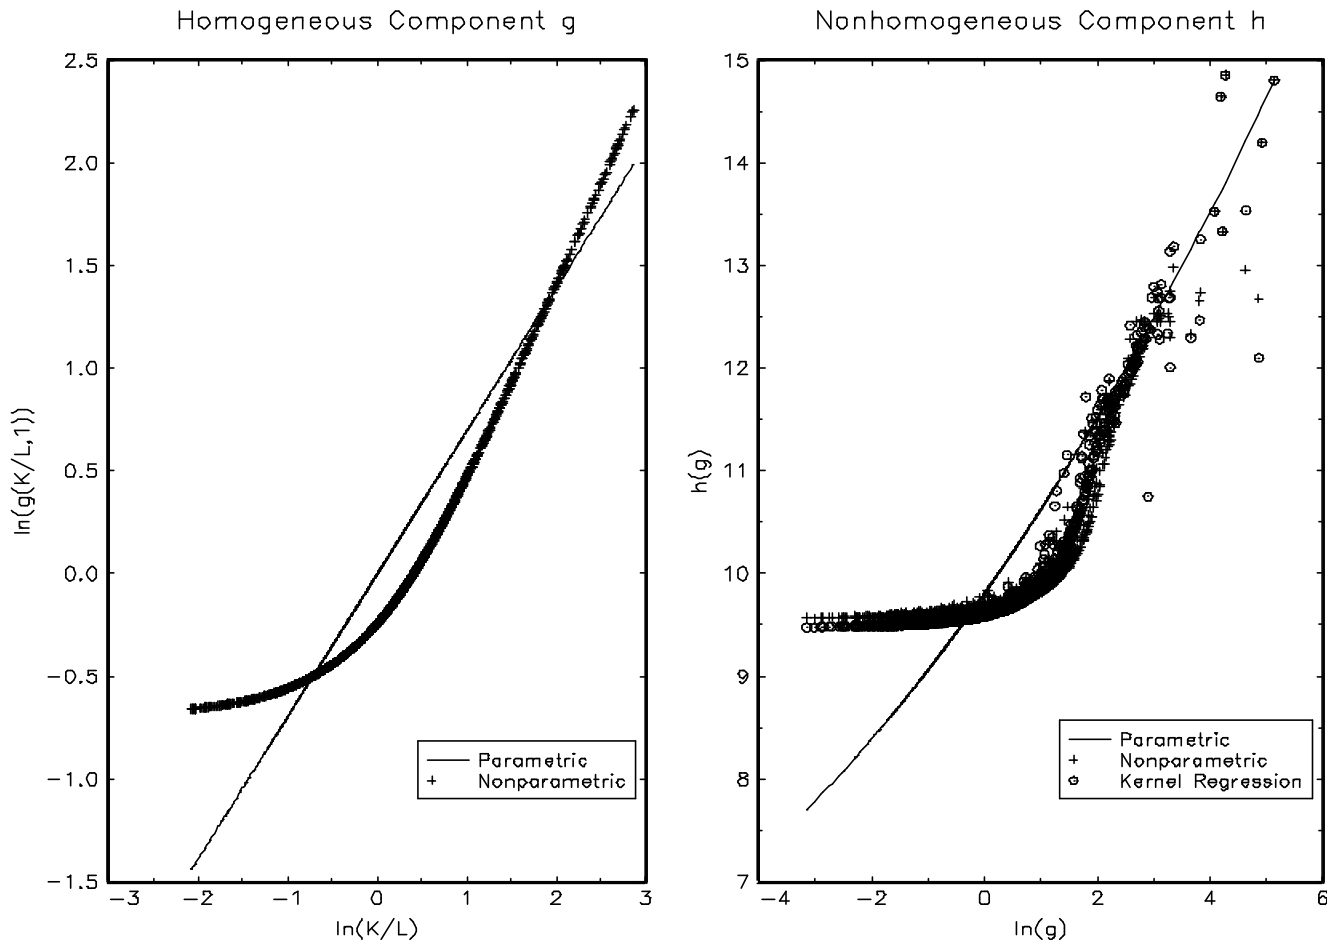 Homogeneous Component g
2.5
2.0
1.5
1.0
0.5
0.0
−0.5
−1.0
−1.5
ln(g(K/L,1))
−3 −2 −1 0 1 2 3
ln(K/L)
Parametric
Nonparametric
Nonhomogeneous Component h
15
14
13
12
11
10
9
8
7
h(g)
−4 −2 0 2 4 6
ln(g)
Parametric
Nonparametric
Kernel Regression